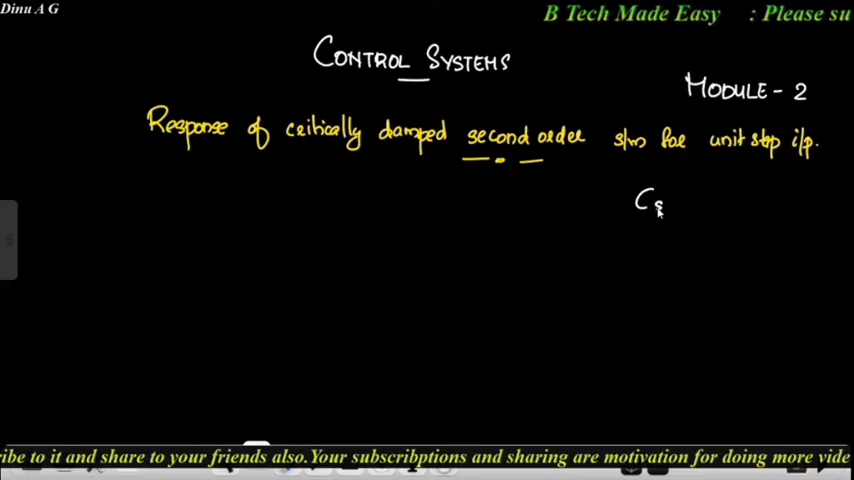 Dinu A G
B Tech Made Easy : Please su
CONTROL SYSTEMS
MODULE - 2
Response of critically damped second order s/m for unit step i/p.
Cs
ribe to it and share to your friends also.Your subscribptions and sharing are motivation for doing more vide